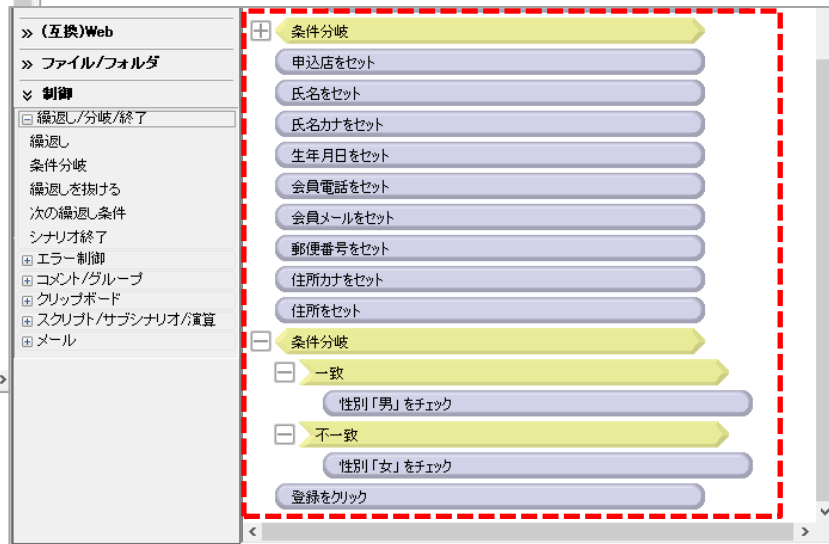 (互換)Web
ファイル/フォルダ
制御
繰返し/分岐/終了
繰返し
条件分岐
繰返しを抜ける
次の繰返し条件
シナリオ終了
エラー制御
コメント/グループ
クリップボード
スクリプト/サブシナリオ/演算
メール
条件分岐
申込店をセット
氏名をセット
氏名カナをセット
生年月日をセット
会員電話をセット
会員メールをセット
郵便番号をセット
住所カナをセット
住所をセット
条件分岐
一致
性別「男」をチェック
不一致
性別「女」をチェック
登録をクリック